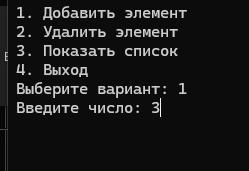 1. Добавить элемент
2. Удалить элемент
3. Показать список
4. Выход
Выберите вариант: 1
Введите число: 3